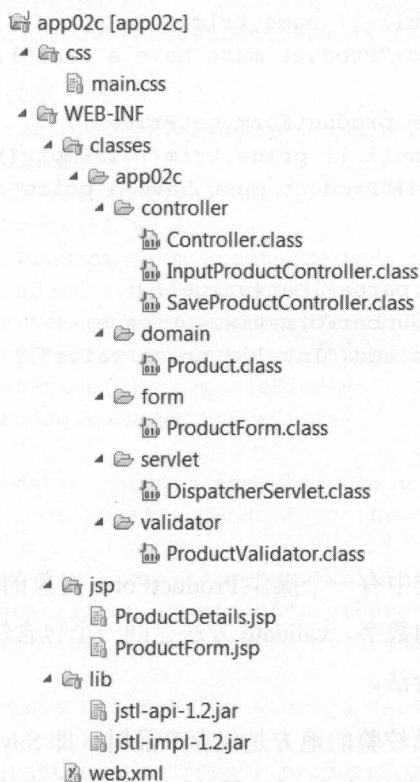 app02c [app02c]
css
main.css
WEB-INF
classes
app02c
controller
Controller.class
InputProductController.class
SaveProductController.class
domain
Product.class
form
ProductForm.class
servlet
DispatcherServlet.class
validator
ProductValidator.class
jsp
ProductDetails.jsp
ProductForm.jsp
lib
jstl-api-1.2.jar
jstl-impl-1.2.jar
web.xml